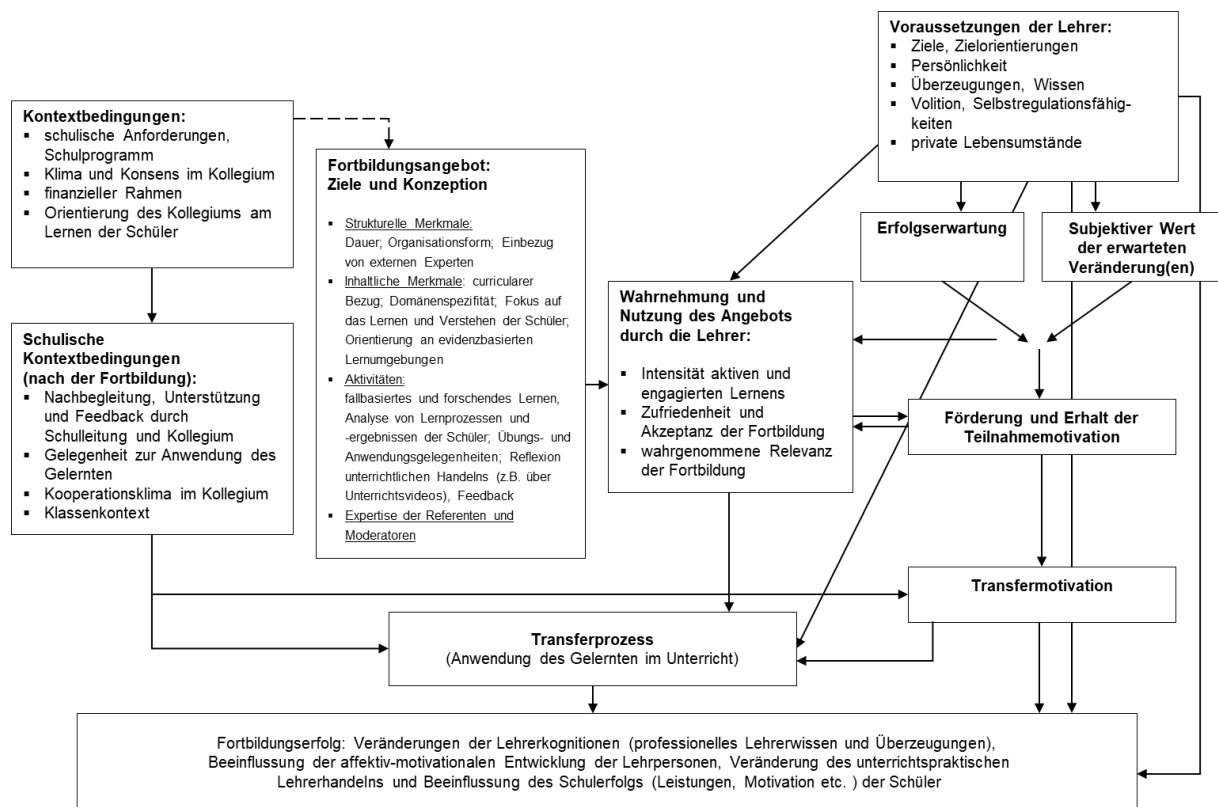 Voraussetzungen der Lehrer:
▪ Ziele, Zielorientierungen
▪ Persönlichkeit
▪ Überzeugungen, Wissen
▪ Volition, Selbstregulationsfähig-
keiten
▪ private Lebensumstände
Kontextbedingungen:
▪ schulische Anforderungen,
Schulprogramm
▪ Klima und Konsens im Kollegium
▪ finanzieller Rahmen
▪ Orientierung des Kollegiums am
Lernen der Schüler
Fortbildungsangebot:
Ziele und Konzeption
▪ Strukturelle Merkmale:
Dauer; Organisationsform; Einbezug
von externen Experten
▪ Inhaltliche Merkmale: curricularer
Bezug; Domänenspezifität; Fokus auf
das Lernen und Verstehen der Schüler;
Orientierung an evidenzbasierten
Lernumgebungen
▪ Aktivitäten:
fallbasiertes und forschendes Lernen,
Analyse von Lernprozessen und
-ergebnissen der Schüler; Übungs- und
Anwendungsgelegenheiten; Reflexion
unterrichtlichen Handelns (z.B. über
Unterrichtsvideos), Feedback
▪ Expertise der Referenten und
Moderatoren
Erfolgserwartung
Subjektiver Wert
der erwarteten
Veränderung(en)
Wahrnehmung und
Nutzung des Angebots
durch die Lehrer:
▪ Intensität aktiven und
engagierten Lernens
▪ Zufriedenheit und
Akzeptanz der Fortbildung
▪ wahrgenommene Relevanz
der Fortbildung
Schulische
Kontextbedingungen
(nach der Fortbildung):
▪ Nachbegleitung, Unterstützung
und Feedback durch
Schulleitung und Kollegium
▪ Gelegenheit zur Anwendung des
Gelernten
▪ Kooperationsklima im Kollegium
▪ Klassenkontext
Förderung und Erhalt der
Teilnahmemotivation
Transfermotivation
Transferprozess
(Anwendung des Gelernten im Unterricht)
Fortbildungserfolg: Veränderungen der Lehrerkognitionen (professionelles Lehrerwissen und Überzeugungen),
Beeinflussung der affektiv-motivationalen Entwicklung der Lehrpersonen, Veränderung des unterrichtspraktischen
Lehrerhandelns und Beeinflussung des Schulerfolgs (Leistungen, Motivation etc. ) der Schüler